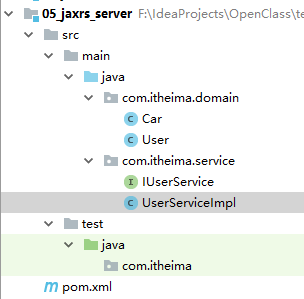 05_jaxrs_server F:\IdeaProjects\OpenClass\te
src
main
java
com.itheima.domain
C Car
C User
com.itheima.service
I IUserService
C UserServiceImpl
test
java
com.itheima
m pom.xml